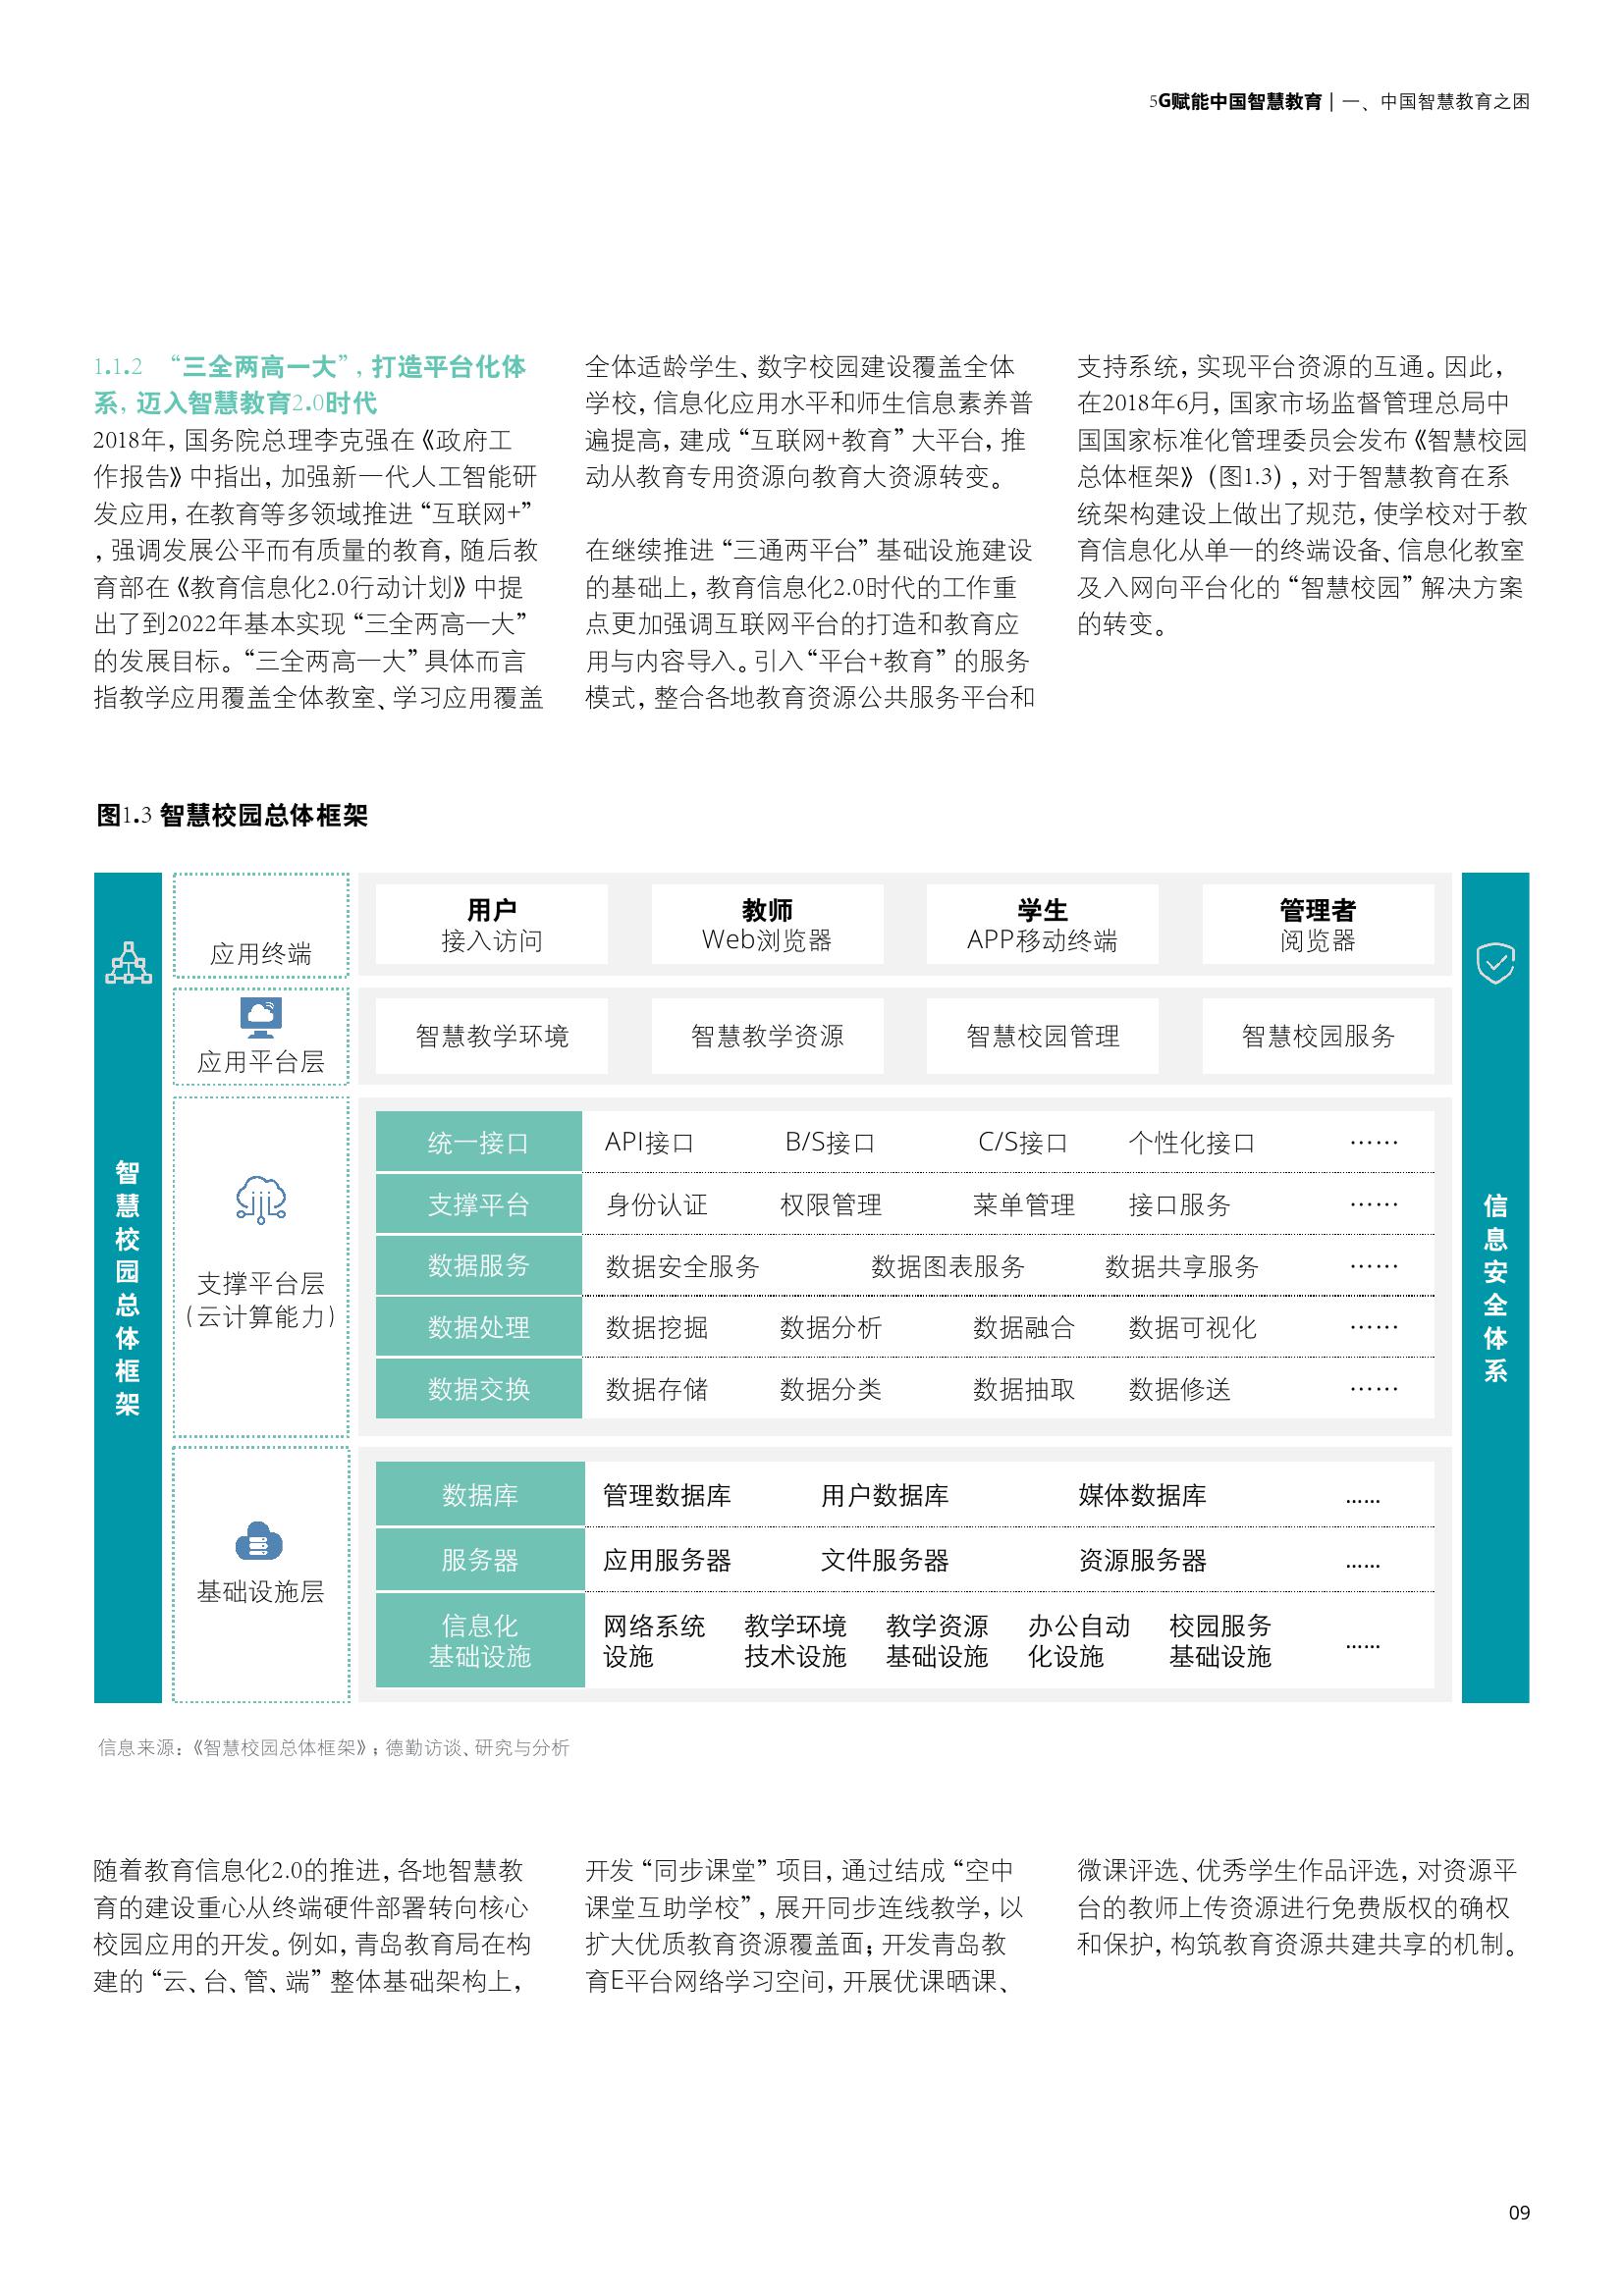 5G赋能中国智慧教育 | 一、中国智慧教育之困
1.1.2 “三全两高一大”，打造平台化体
系，迈入智慧教育2.0时代
2018年，国务院总理李克强在《政府工
作报告》中指出，加强新一代人工智能研
发应用，在教育等多领域推进“互联网+”
，强调发展公平而有质量的教育，随后教
育部在《教育信息化2.0行动计划》中提
出了到2022年基本实现“三全两高一大”
的发展目标。“三全两高一大”具体而言
指教学应用覆盖全体教室、学习应用覆盖
全体适龄学生、数字校园建设覆盖全体
学校，信息化应用水平和师生信息素养普
遍提高，建成“互联网+教育”大平台，推
动从教育专用资源向教育大资源转变。
在继续推进“三通两平台”基础设施建设
的基础上，教育信息化2.0时代的工作重
点更加强调互联网平台的打造和教育应
用与内容导入。引入“平台+教育”的服务
模式，整合各地教育资源公共服务平台和
支持系统，实现平台资源的互通。因此，
在2018年6月，国家市场监督管理总局中
国国家标准化管理委员会发布《智慧校园
总体框架》（图1.3），对于智慧教育在系
统架构建设上做出了规范，使学校对于教
育信息化从单一的终端设备、信息化教室
及入网向平台化的“智慧校园”解决方案
的转变。
图1.3 智慧校园总体框架
智慧校园总体框架
应用终端
用户 教师 学生 管理者
接入访问 Web浏览器 APP移动终端 阅览器
应用平台层
智慧教学环境 智慧教学资源 智慧校园管理 智慧校园服务
支撑平台层
（云计算能力）
统一接口 API接口 B/S接口 C/S接口 个性化接口 ……
支撑平台 身份认证 权限管理 菜单管理 接口服务 ……
数据服务 数据安全服务 数据图表服务 数据共享服务 ……
数据处理 数据挖掘 数据分析 数据融合 数据可视化 ……
数据交换 数据存储 数据分类 数据抽取 数据修送 ……
基础设施层
数据库 管理数据库 用户数据库 媒体数据库 ……
服务器 应用服务器 文件服务器 资源服务器 ……
信息化 网络系统 教学环境 教学资源 办公自动 校园服务 ……
基础设施 设施 技术设施 基础设施 化设施 基础设施
信息安全体系
信息来源：《智慧校园总体框架》；德勤访谈、研究与分析
随着教育信息化2.0的推进，各地智慧教
育的建设重心从终端硬件部署转向核心
校园应用的开发。例如，青岛教育局在构
建的“云、台、管、端”整体基础架构上，
开发“同步课堂”项目，通过结成“空中
课堂互助学校”，展开同步连线教学，以
扩大优质教育资源覆盖面；开发青岛教
育E平台网络学习空间，开展优课晒课、
微课评选、优秀学生作品评选，对资源平
台的教师上传资源进行免费版权的确权
和保护，构筑教育资源共建共享的机制。
09